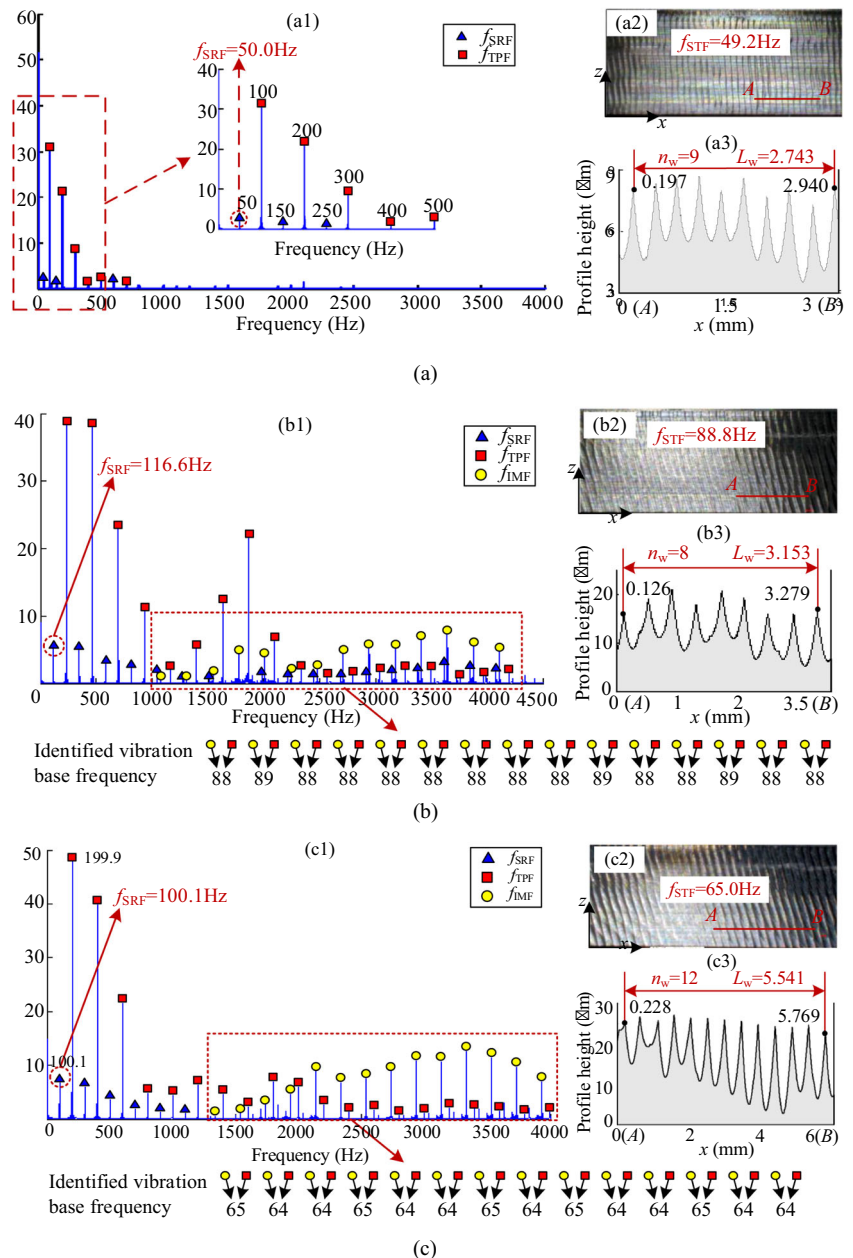 (a1)
60
50
40
30
20
10
0
500
1000
1500
2000
2500
3000
3500
4000
Frequency (Hz)
fSRF=50.0Hz
fSRF
fTPF
40
30
20
10
0
50
100
150
200
250
300
400
500
Frequency (Hz)
(a2)
fSTF=49.2Hz
A
B
z
x
(a3)
nw=9
Lw=2.743
0.197
2.940
Profile height (m)
9
6
3
0
1.5
3
0 (A)
3 (B)
x (mm)
(a)
(b1)
40
30
20
10
0
500
1000
1500
2000
2500
3000
3500
4000
4500
Frequency (Hz)
fSRF=116.6Hz
fSRF
fTPF
fIMF
(b2)
fSTF=88.8Hz
A
B
z
x
(b3)
nw=8
Lw=3.153
0.126
3.279
Profile height (m)
20
10
0
0
(A)
1
2
3.5 (B)
x (mm)
Identified vibration
base frequency
88 89 88 88 88 88 88 88 89 88 88 89 88 88
(b)
(c1)
50
40
30
20
10
0
1000
2000
3000
4000
Frequency (Hz)
199.9
fSRF=100.1Hz
100.1
fSRF
fTPF
fIMF
(c2)
fSTF=65.0Hz
A
B
z
x
(c3)
nw=12
Lw=5.541
0.228
5.769
Profile height (m)
30
20
10
0
0(A)
2
4
6(B)
x (mm)
Identified vibration
base frequency
65 64 64 65 64 64 65 64 65 64 64 65 64 64
(c)